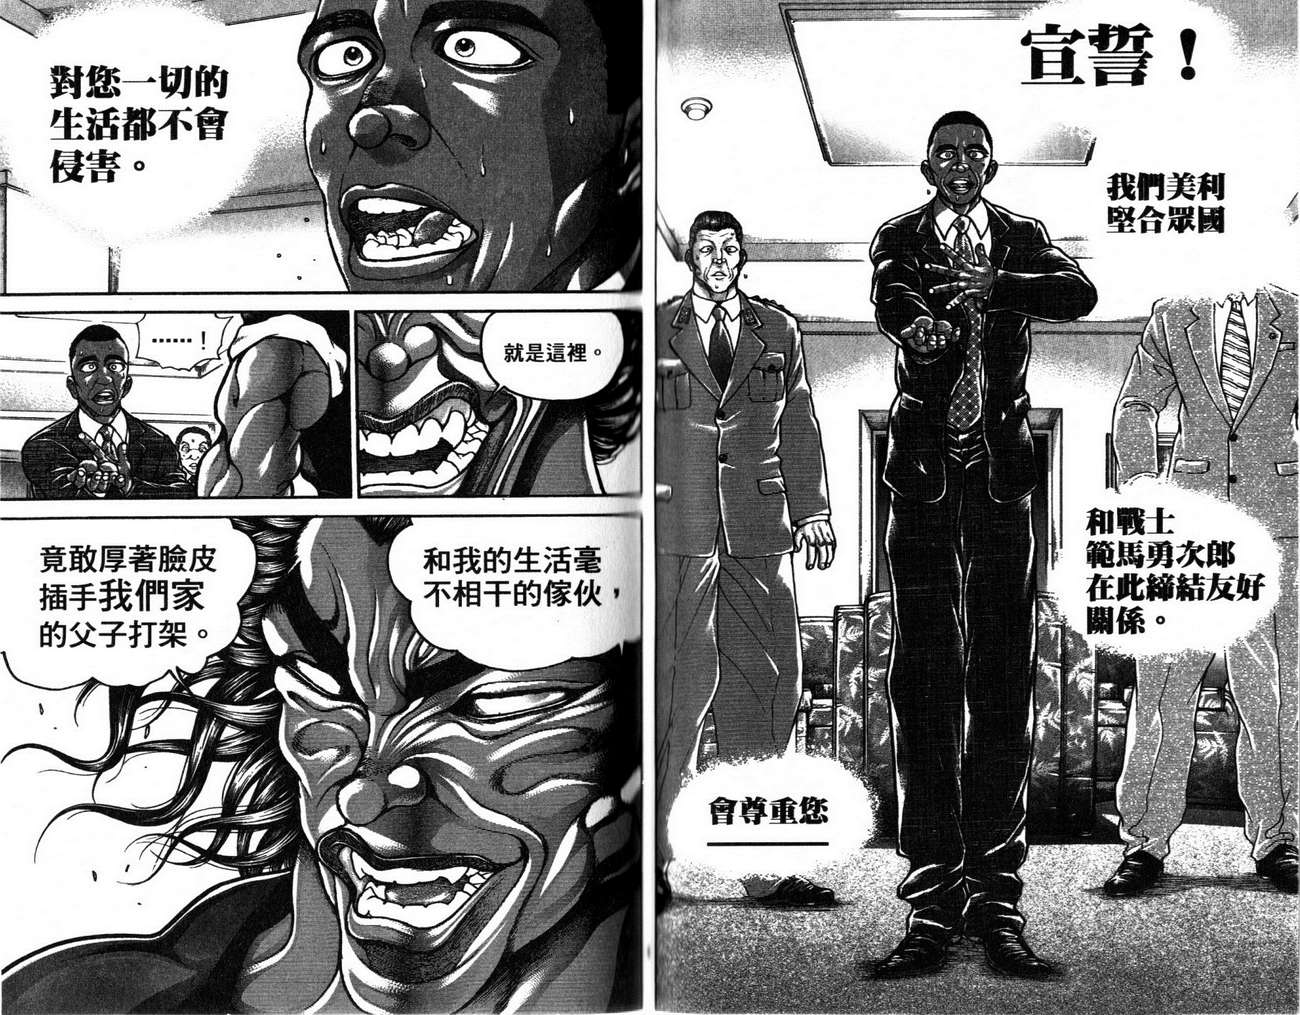 宣誓！
我們美利
堅合眾國
和戰士
範馬勇次郎
在此締結友好
關係。
會尊重您
對您一切的
生活都不會
侵害。
就是這裡。
……！
和我的生活毫
不相干的傢伙，
竟敢厚著臉皮
插手我們家
的父子打架。